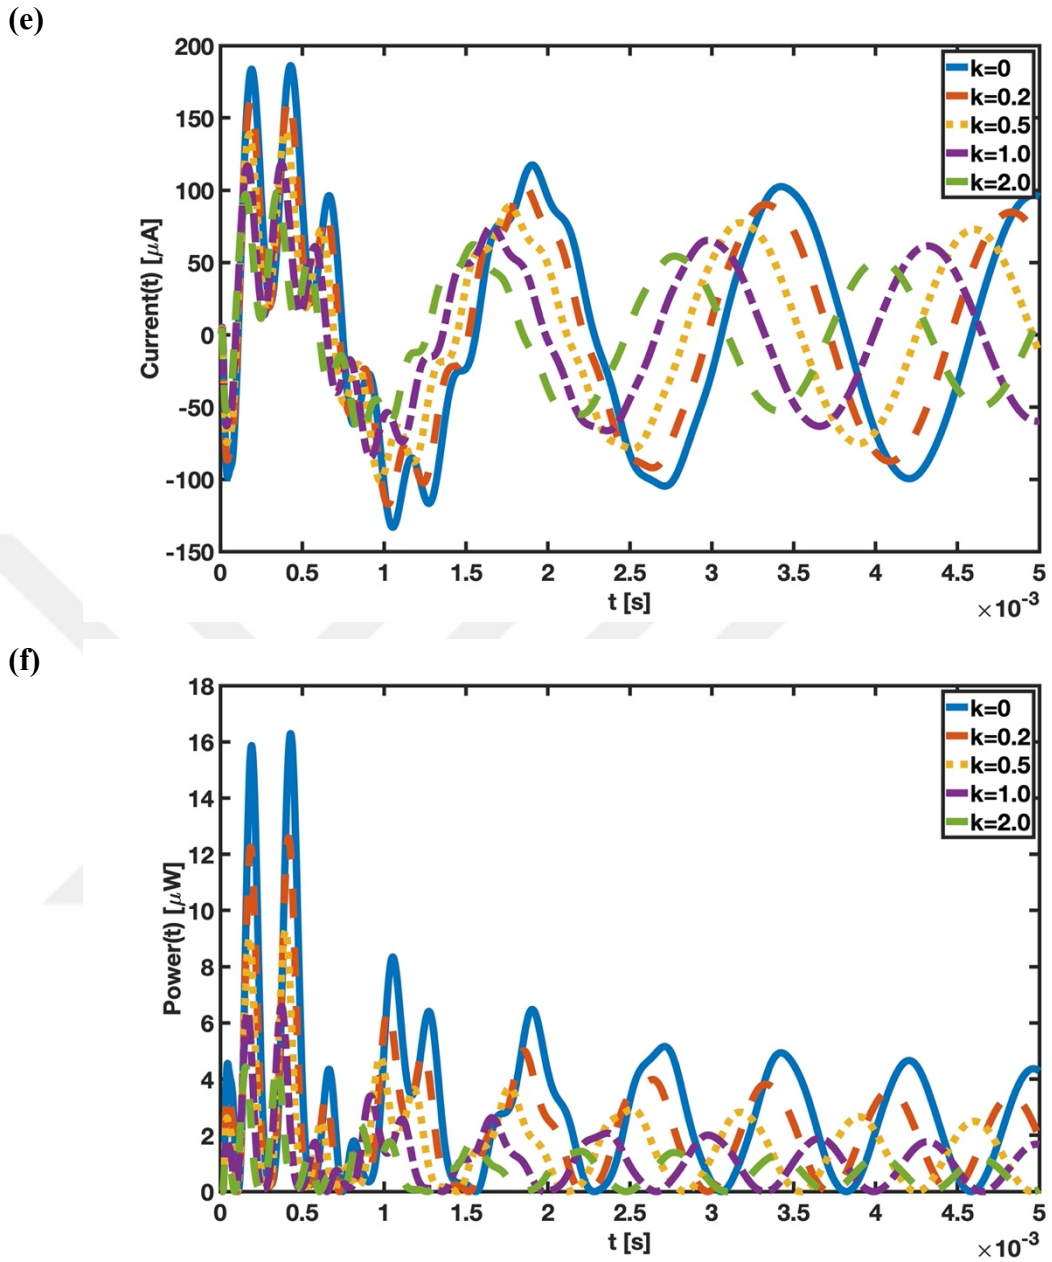 (e)
200
150
100
50
0
-50
-100
-150
Current(t) [μA]
k=0
k=0.2
k=0.5
k=1.0
k=2.0
0 0.5 1 1.5 2 2.5 3 3.5 4 4.5 5
t [s]
×10-3
(f)
18
16
14
12
10
8
6
4
2
0
Power(t) [μW]
k=0
k=0.2
k=0.5
k=1.0
k=2.0
0 0.5 1 1.5 2 2.5 3 3.5 4 4.5 5
t [s]
×10-3